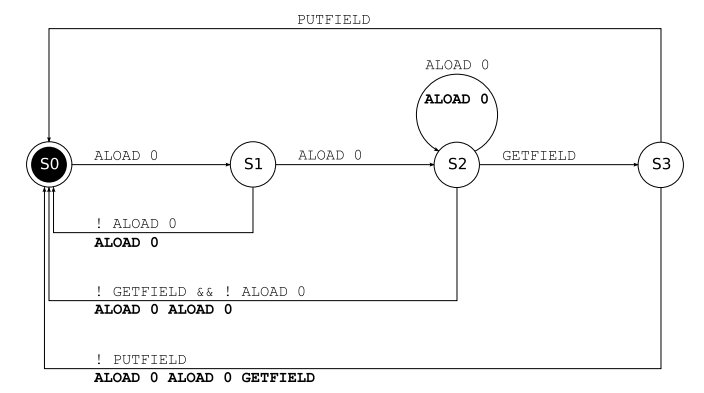 PUTFIELD
ALOAD 0
ALOAD 0
S0
ALOAD 0
S1
ALOAD 0
S2
GETFIELD
S3
! ALOAD 0
ALOAD 0
! GETFIELD && ! ALOAD 0
ALOAD 0 ALOAD 0
! PUTFIELD
ALOAD 0 ALOAD 0 GETFIELD